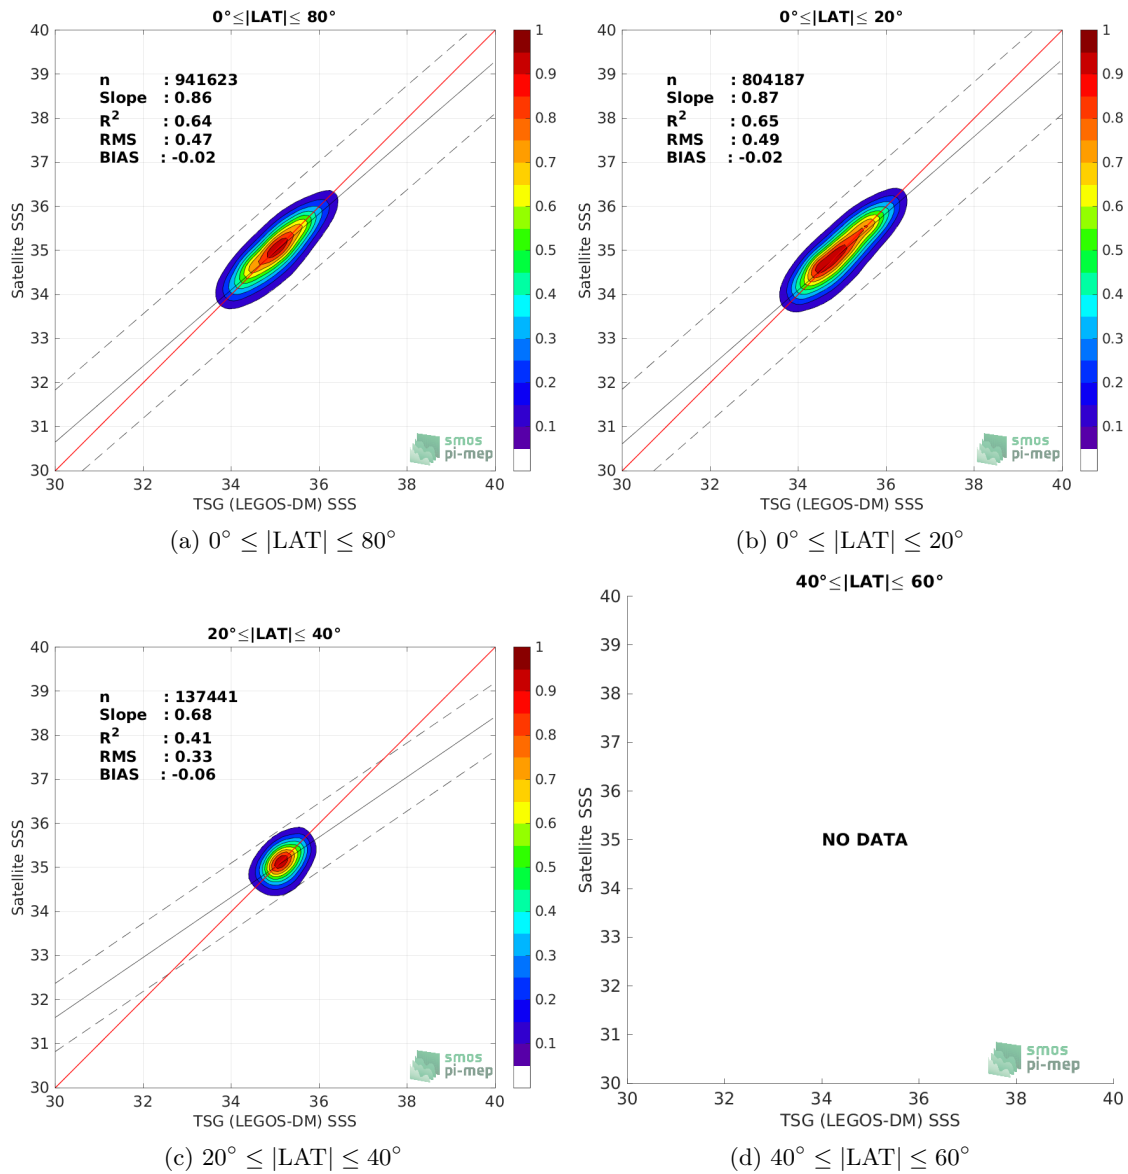 0°≤|LAT|≤ 80°
40
39
38
37
36
35
34
33
32
31
30
Satellite SSS
n : 941623
Slope : 0.86
R² : 0.64
RMS : 0.47
BIAS : -0.02
smos
pi-mep
30 32 34 36 38 40
TSG (LEGOS-DM) SSS
1
0.9
0.8
0.7
0.6
0.5
0.4
0.3
0.2
0.1
(a) 0° ≤ |LAT| ≤ 80°
0°≤|LAT|≤ 20°
40
39
38
37
36
35
34
33
32
31
30
Satellite SSS
n : 804187
Slope : 0.87
R² : 0.65
RMS : 0.49
BIAS : -0.02
smos
pi-mep
30 32 34 36 38 40
TSG (LEGOS-DM) SSS
1
0.9
0.8
0.7
0.6
0.5
0.4
0.3
0.2
0.1
(b) 0° ≤ |LAT| ≤ 20°
20°≤|LAT|≤ 40°
40
39
38
37
36
35
34
33
32
31
30
Satellite SSS
n : 137441
Slope : 0.68
R² : 0.41
RMS : 0.33
BIAS : -0.06
smos
pi-mep
30 32 34 36 38 40
TSG (LEGOS-DM) SSS
1
0.9
0.8
0.7
0.6
0.5
0.4
0.3
0.2
0.1
(c) 20° ≤ |LAT| ≤ 40°
40°≤|LAT|≤ 60°
40
39
38
37
36
35
34
33
32
31
30
Satellite SSS
NO DATA
smos
pi-mep
30 32 34 36 38 40
TSG (LEGOS-DM) SSS
(d) 40° ≤ |LAT| ≤ 60°